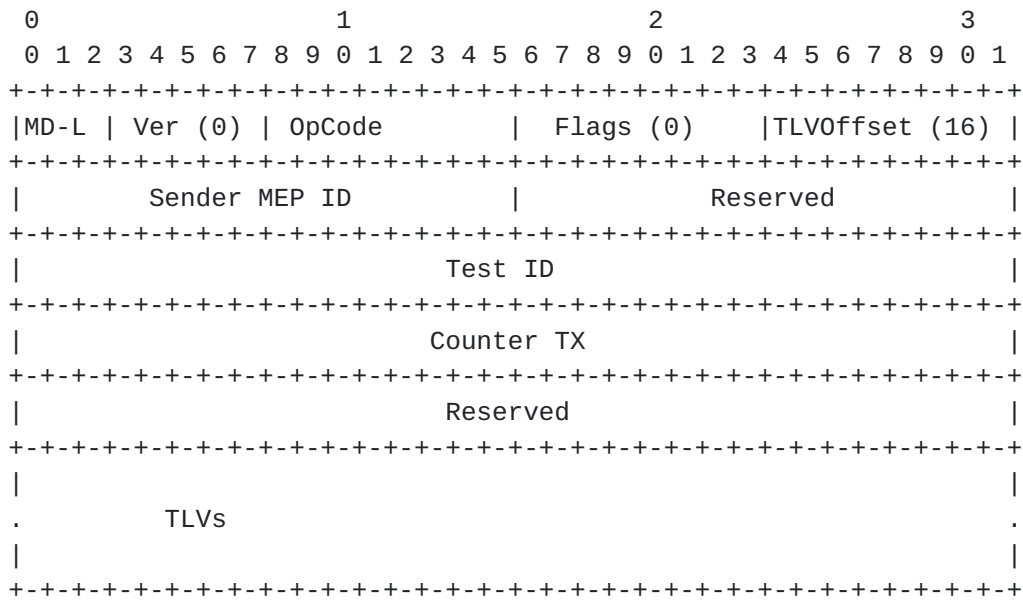 0                   1                   2                   3
 0 1 2 3 4 5 6 7 8 9 0 1 2 3 4 5 6 7 8 9 0 1 2 3 4 5 6 7 8 9 0 1
+-+-+-+-+-+-+-+-+-+-+-+-+-+-+-+-+-+-+-+-+-+-+-+-+-+-+-+-+-+-+-+-+
|MD-L | Ver (0) | OpCode        |  Flags (0)    |TLVOffset (16) |
+-+-+-+-+-+-+-+-+-+-+-+-+-+-+-+-+-+-+-+-+-+-+-+-+-+-+-+-+-+-+-+-+
|        Sender MEP ID          |            Reserved           |
+-+-+-+-+-+-+-+-+-+-+-+-+-+-+-+-+-+-+-+-+-+-+-+-+-+-+-+-+-+-+-+-+
|                           Test ID                             |
+-+-+-+-+-+-+-+-+-+-+-+-+-+-+-+-+-+-+-+-+-+-+-+-+-+-+-+-+-+-+-+-+
|                          Counter TX                           |
+-+-+-+-+-+-+-+-+-+-+-+-+-+-+-+-+-+-+-+-+-+-+-+-+-+-+-+-+-+-+-+-+
|                           Reserved                            |
+-+-+-+-+-+-+-+-+-+-+-+-+-+-+-+-+-+-+-+-+-+-+-+-+-+-+-+-+-+-+-+-+
|                                                               |
.         TLVs                                                  .
|                                                               |
+-+-+-+-+-+-+-+-+-+-+-+-+-+-+-+-+-+-+-+-+-+-+-+-+-+-+-+-+-+-+-+-+